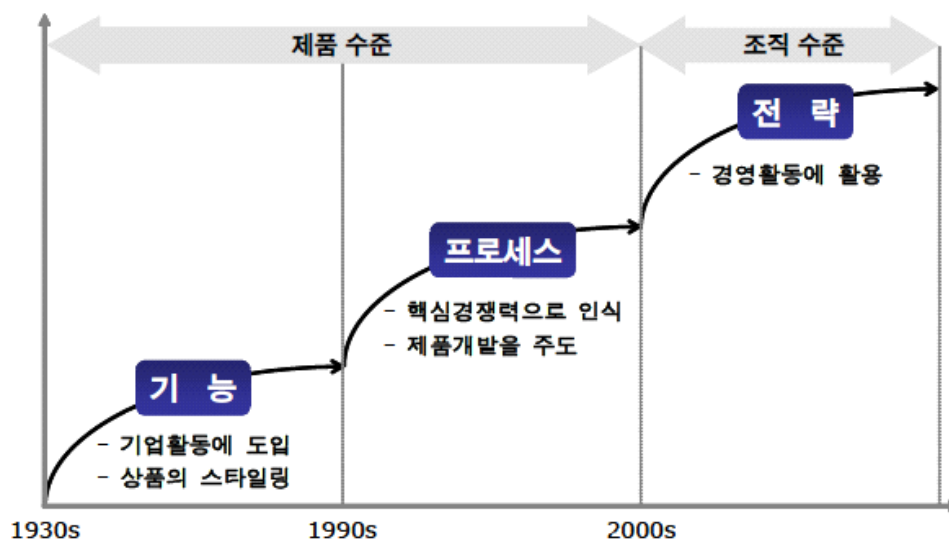 제품 수준
조직 수준
전 략
- 경영활동에 활용
프로세스
- 핵심경쟁력으로 인식
- 제품개발을 주도
기 능
- 기업활동에 도입
- 상품의 스타일링
1930s
1990s
2000s